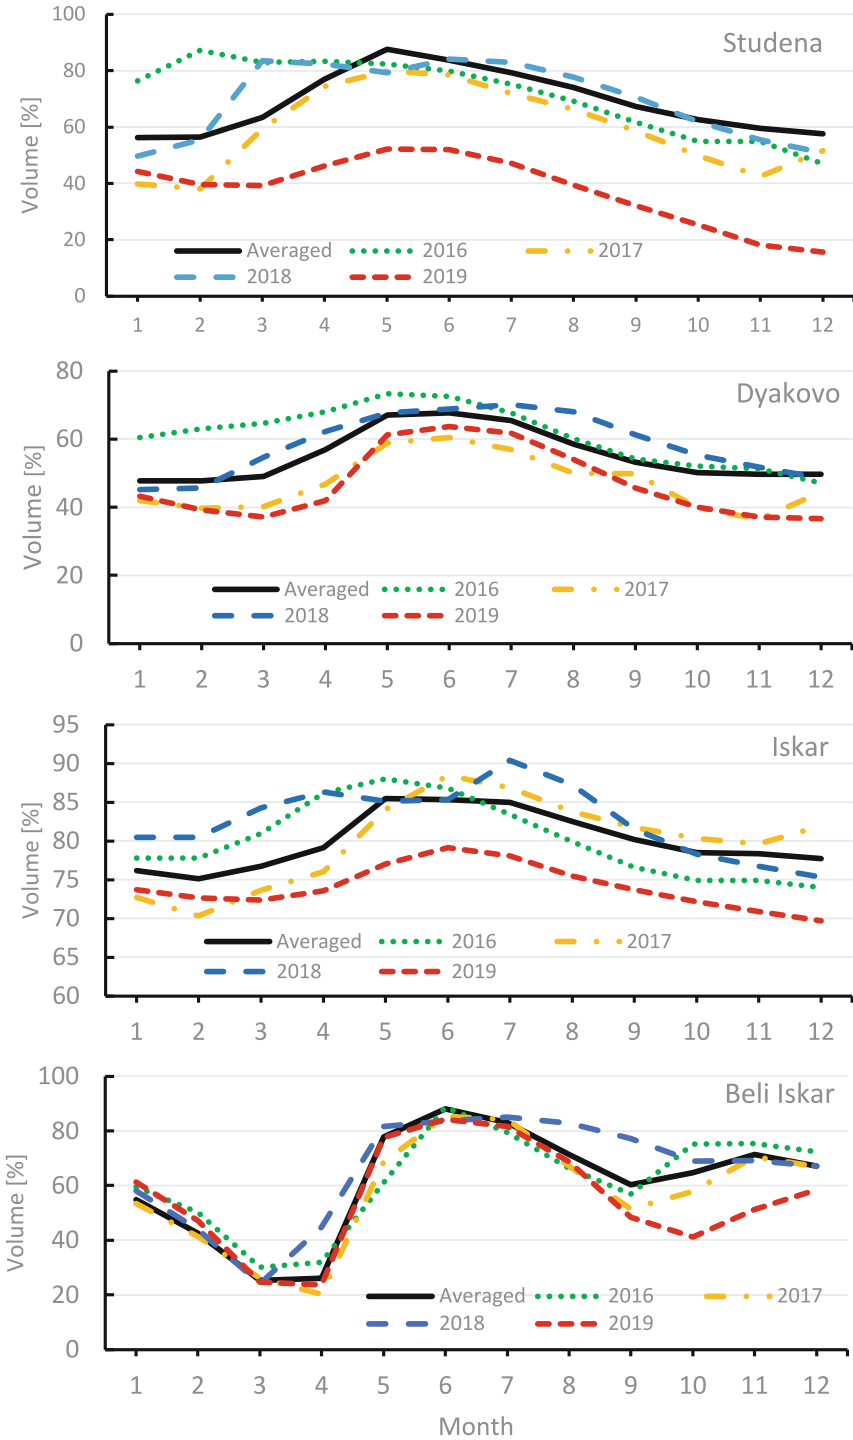 100
Studena
80
60
40
20
0
Volume [%]
Averaged 2016 2017
2018 2019
1 2 3 4 5 6 7 8 9 10 11 12
80
Dyakovo
60
40
20
0
Volume [%]
Averaged 2016 2017
2018 2019
1 2 3 4 5 6 7 8 9 10 11 12
95
Iskar
90
85
80
75
70
65
60
Volume [%]
Averaged 2016 2017
2018 2019
1 2 3 4 5 6 7 8 9 10 11 12
100
Beli Iskar
80
60
40
20
0
Volume [%]
Averaged 2016 2017
2018 2019
1 2 3 4 5 6 7 8 9 10 11 12
Month